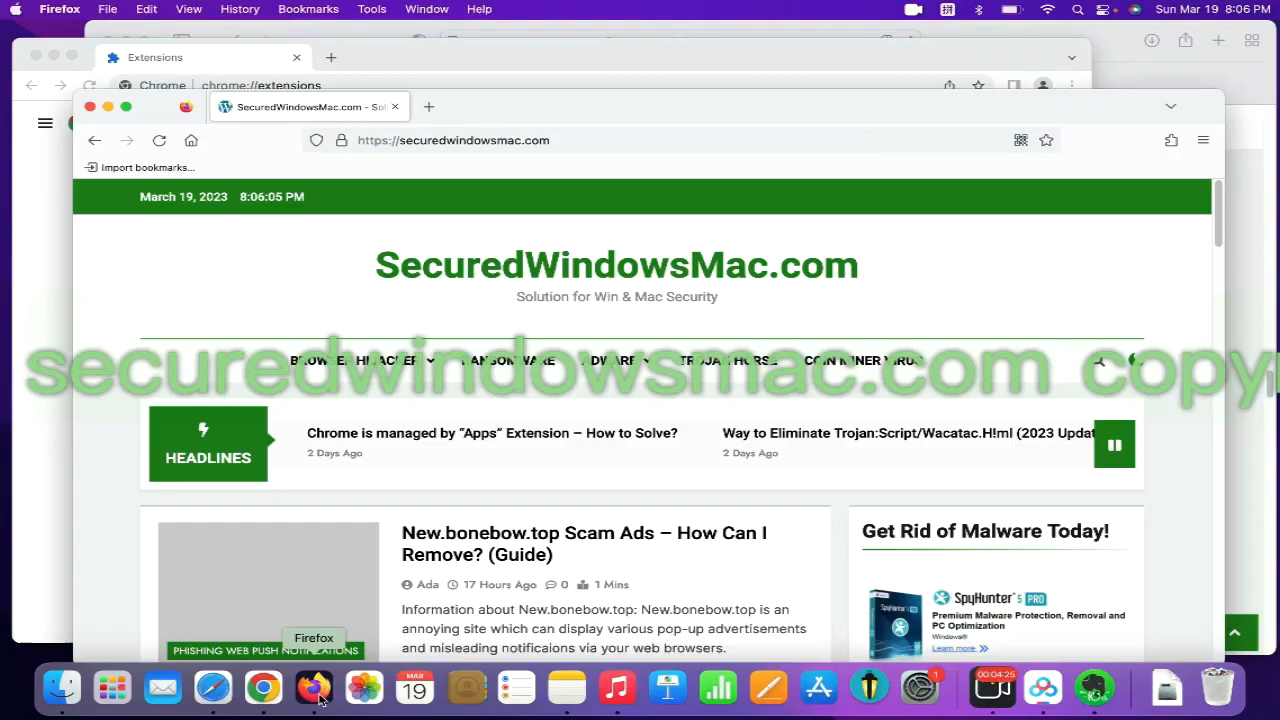 Firefox File Edit View History Bookmarks Tools Window Help
Sun Mar 19 8:06 PM
Extensions
Chrome chrome://extensions
SecuredWindowsMac.com - Sol
https://securedwindowsmac.com
Import bookmarks...
March 19, 2023 8:06:05 PM
SecuredWindowsMac.com
Solution for Win & Mac Security
BROWSER HIJACKER RANSOMWARE ADWARE TROJAN HORSE COIN MINER VIRUS
securedwindowsmac.com copy
HEADLINES
Chrome is managed by “Apps” Extension – How to Solve?
2 Days Ago
Way to Eliminate Trojan:Script/Wacatac.H!ml (2023 Updat
2 Days Ago
New.bonebow.top Scam Ads – How Can I
Remove? (Guide)
Ada 17 Hours Ago 0 1 Mins
Information about New.bonebow.top: New.bonebow.top is an
annoying site which can display various pop-up advertisements
and misleading notificaions via your web browsers.
PHISHING WEB PUSH NOTIFICATIONS
Firefox
Get Rid of Malware Today!
SpyHunter 5 PRO
Premium Malware Protection, Removal and
PC Optimization
Windows®
Learn more
MAR
19
1
00:04:25